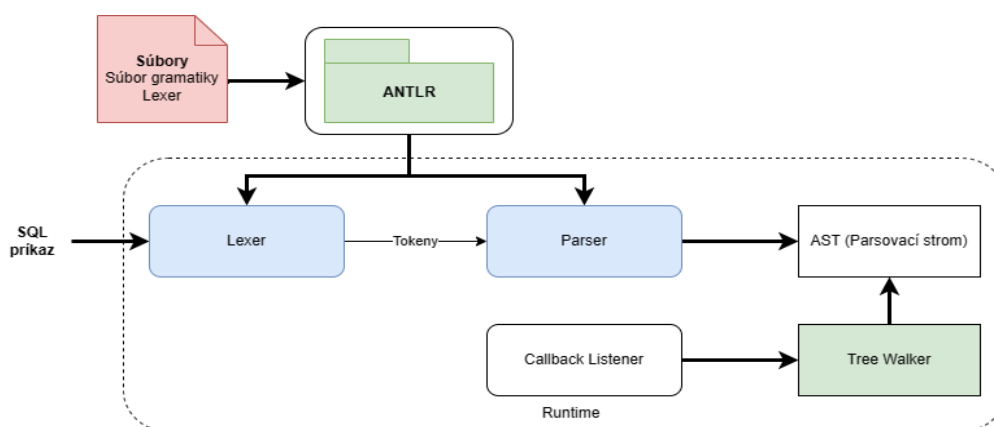 Súbory
Súbor gramatiky
Lexer
ANTLR
SQL
príkaz
Lexer
Tokeny
Parser
AST (Parsovací strom)
Callback Listener
Tree Walker
Runtime